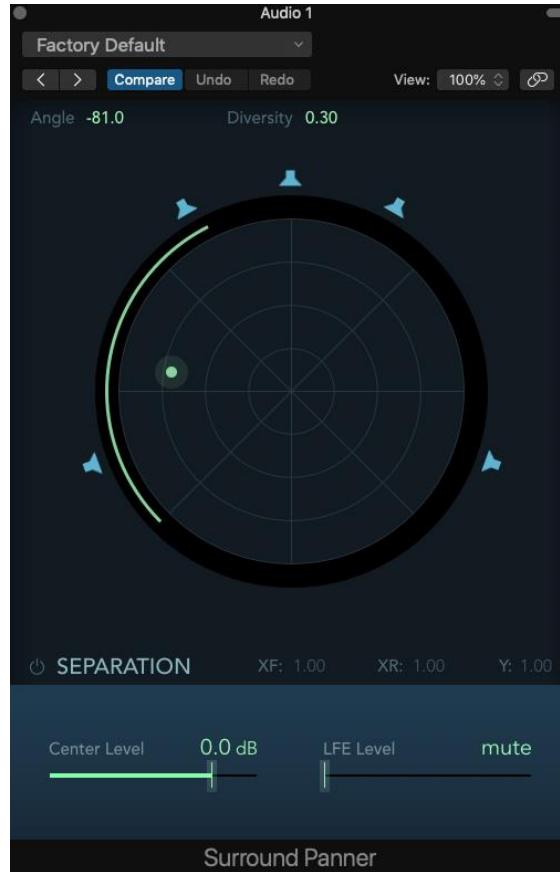 Audio 1
Factory Default
Compare Undo Redo View: 100%
Angle -81.0 Diversity 0.30
SEPARATION XF: 1.00 XR: 1.00 Y: 1.00
Center Level 0.0 dB LFE Level mute
Surround Panner